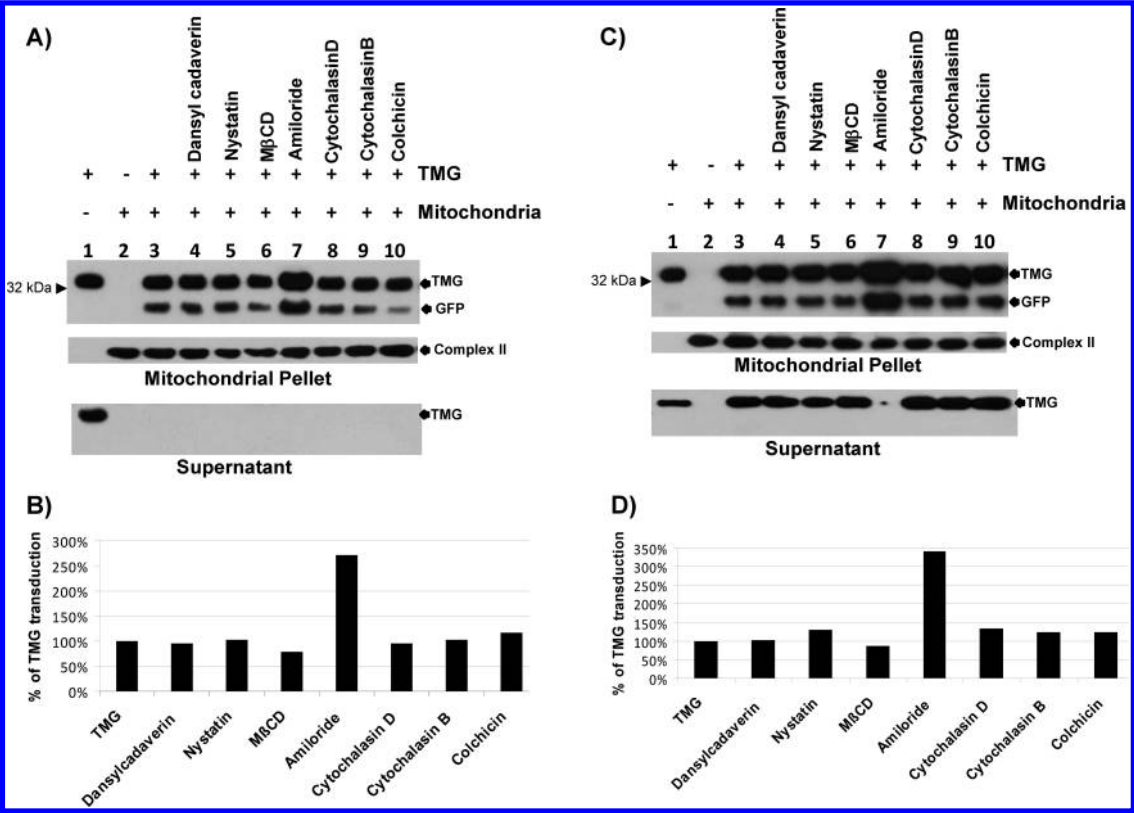 A)
Dansyl cadaverin
Nystatin
MβCD
Amiloride
CytochalasinD
CytochalasinB
Colchicin
+ - + + + + + + + + TMG
- + + + + + + + + + Mitochondria
1 2 3 4 5 6 7 8 9 10
32 kDa
TMG
GFP
Complex II
Mitochondrial Pellet
TMG
Supernatant
B)
% of TMG transduction
300%
250%
200%
150%
100%
50%
0%
TMG
Dansylcadaverin
Nystatin
MßCD
Amiloride
Cytochalasin D
Cytochalasin B
Colchicin
C)
Dansyl cadaverin
Nystatin
MβCD
Amiloride
CytochalasinD
CytochalasinB
Colchicin
+ - + + + + + + + + TMG
- + + + + + + + + + Mitochondria
1 2 3 4 5 6 7 8 9 10
32 kDa
TMG
GFP
Complex II
Mitochondrial Pellet
TMG
Supernatant
D)
% of TMG transduction
350%
300%
250%
200%
150%
100%
50%
0%
TMG
Dansylcadaverin
Nystatin
MßCD
Amiloride
Cytochalasin D
Cytochalasin B
Colchicin